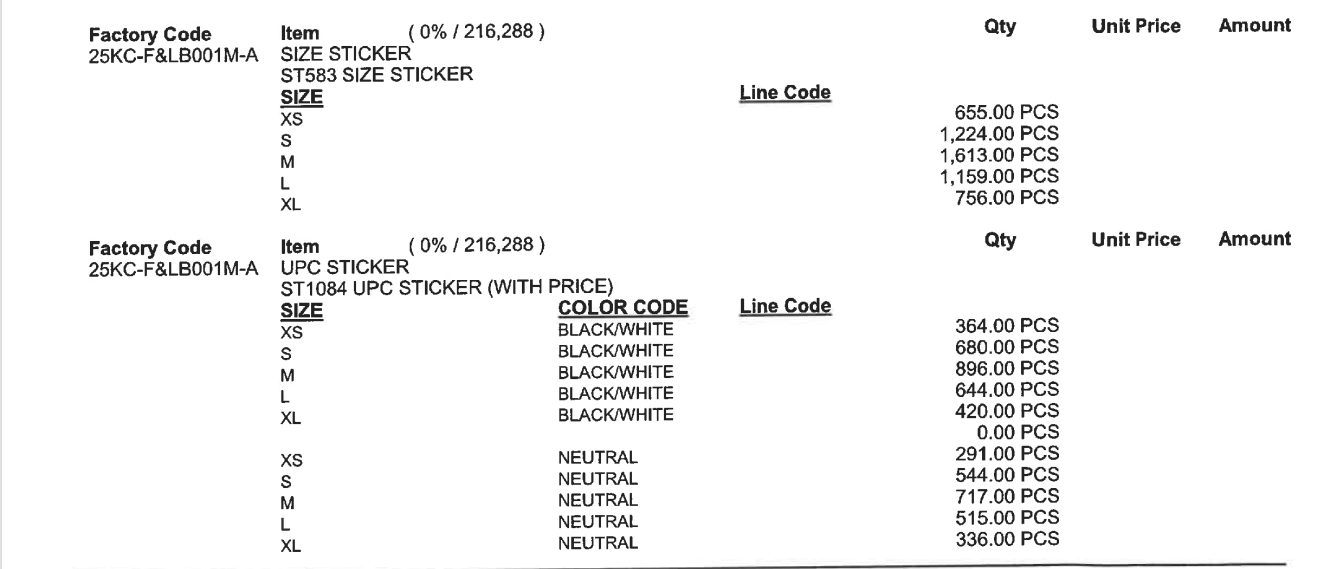 Factory Code Item ( 0% / 216,288 ) Qty Unit Price Amount
25KC-F&LB001M-A SIZE STICKER
ST583 SIZE STICKER
SIZE Line Code
XS 655.00 PCS
S 1,224.00 PCS
M 1,613.00 PCS
L 1,159.00 PCS
XL 756.00 PCS
Factory Code Item ( 0% / 216,288 ) Qty Unit Price Amount
25KC-F&LB001M-A UPC STICKER
ST1084 UPC STICKER (WITH PRICE)
SIZE COLOR CODE Line Code
XS BLACK/WHITE 364.00 PCS
S BLACK/WHITE 680.00 PCS
M BLACK/WHITE 896.00 PCS
L BLACK/WHITE 644.00 PCS
XL BLACK/WHITE 420.00 PCS
0.00 PCS
XS NEUTRAL 291.00 PCS
S NEUTRAL 544.00 PCS
M NEUTRAL 717.00 PCS
L NEUTRAL 515.00 PCS
XL NEUTRAL 336.00 PCS